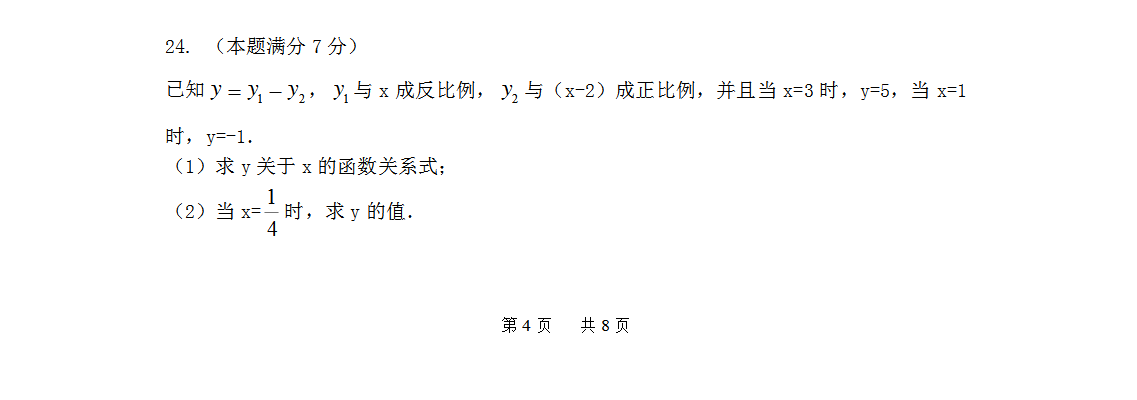 24. （本题满分 7 分）
已知 y = y₁ − y₂， y₁ 与 x 成反比例， y₂ 与（x-2）成正比例，并且当 x=3 时，y=5，当 x=1
时，y=-1.
（1）求 y 关于 x 的函数关系式；
（2）当 x=1/4 时，求 y 的值.
第 4 页 共 8 页